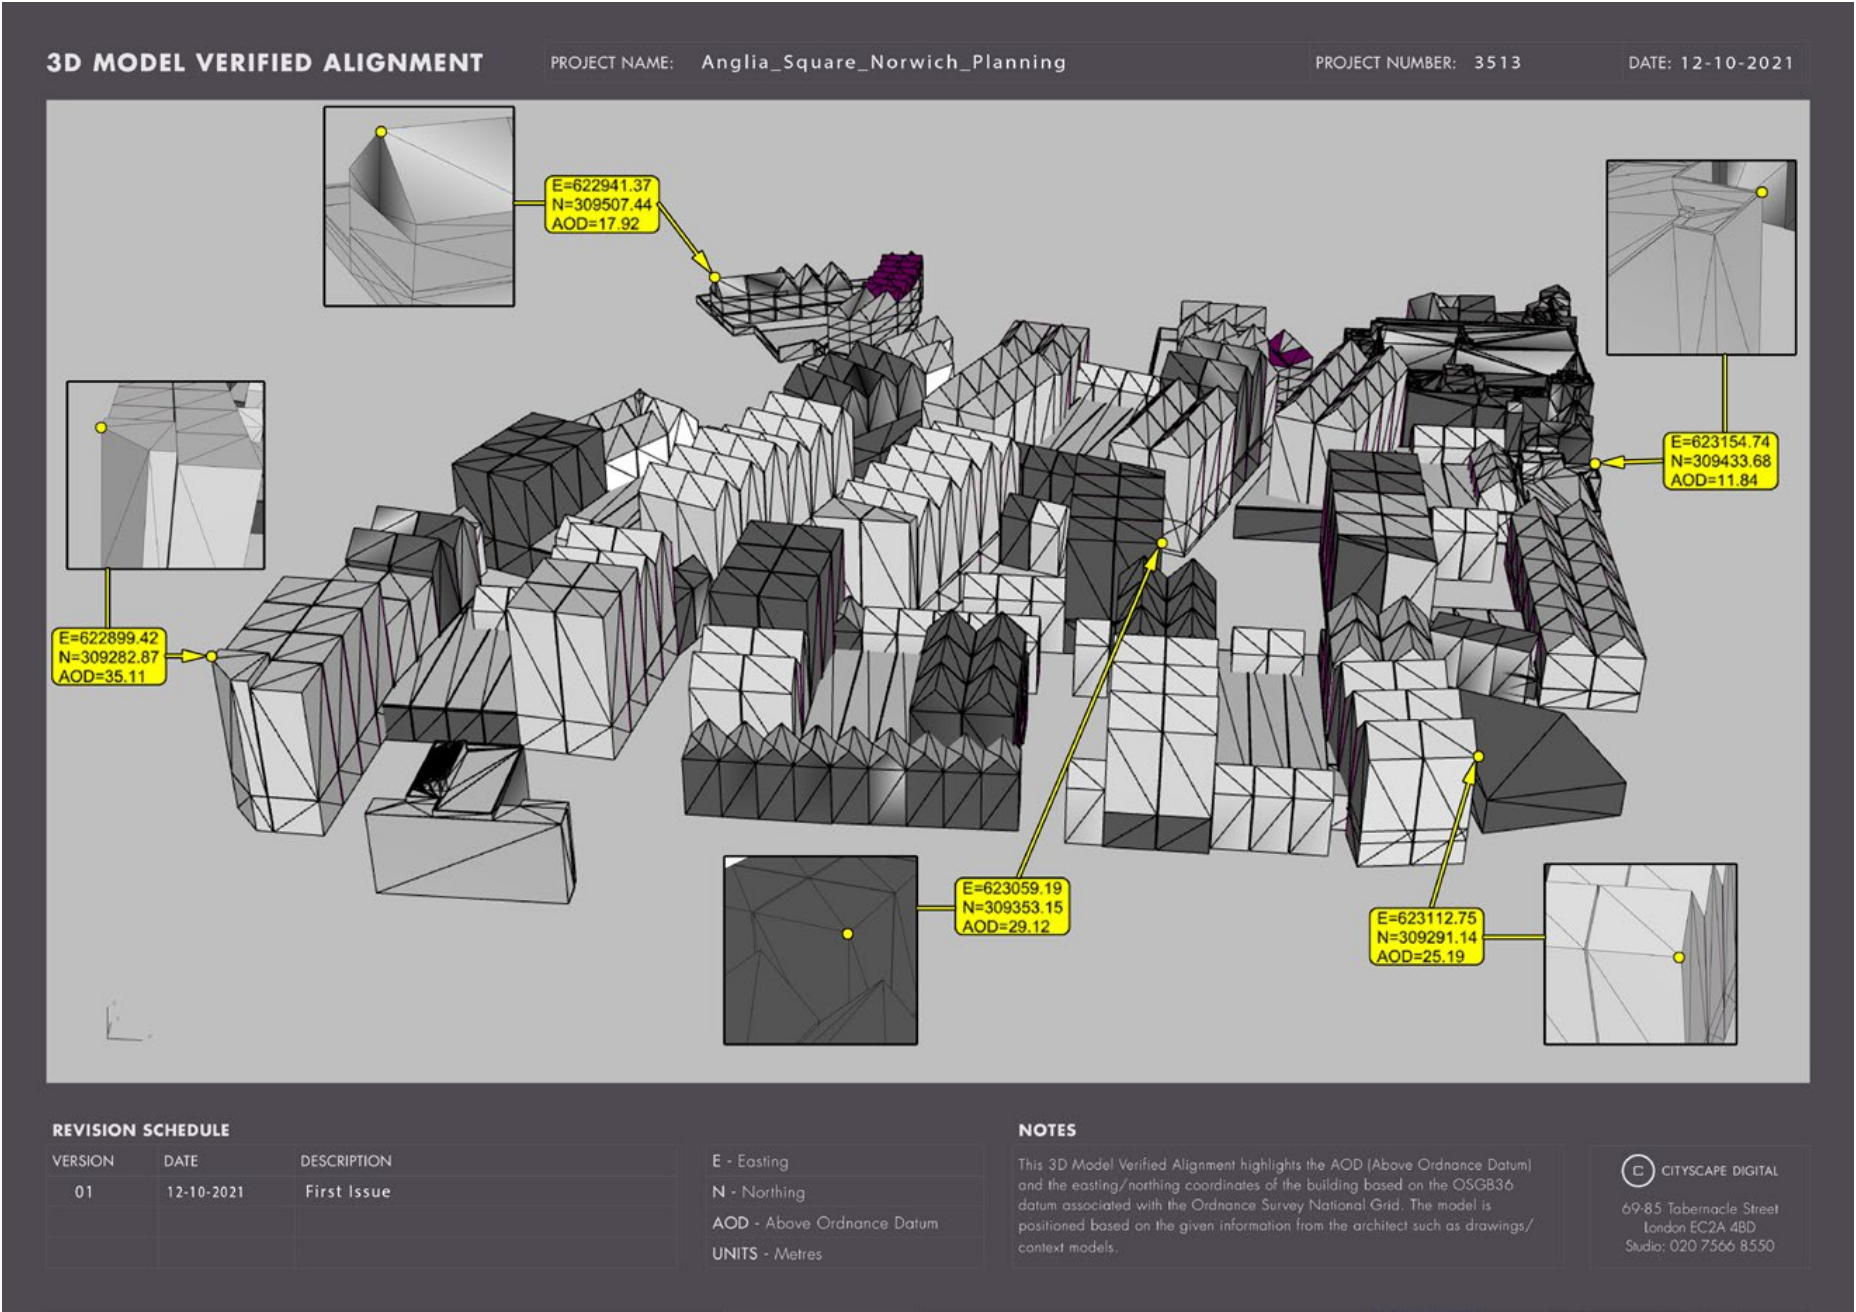 3D MODEL VERIFIED ALIGNMENT
PROJECT NAME: Anglia_Square_Norwich_Planning
PROJECT NUMBER: 3513
DATE: 12-10-2021
E=622941.37
N=309507.44
AOD=17.92
E=623154.74
N=309433.68
AOD=11.84
E=622899.42
N=309282.87
AOD=35.11
E=623059.19
N=309353.15
AOD=29.12
E=623112.75
N=309291.14
AOD=25.19
REVISION SCHEDULE
VERSION DATE DESCRIPTION
01 12-10-2021 First Issue
E - Easting
N - Northing
AOD - Above Ordnance Datum
UNITS - Metres
NOTES
This 3D Model Verified Alignment highlights the AOD (Above Ordnance Datum)
and the easting/northing coordinates of the building based on the OSGB36
datum associated with the Ordnance Survey National Grid. The model is
positioned based on the given information from the architect such as drawings/
context models.
C CITYSCAPE DIGITAL
69-85 Tabernacle Street
London EC2A 4BD
Studio: 020 7566 8550